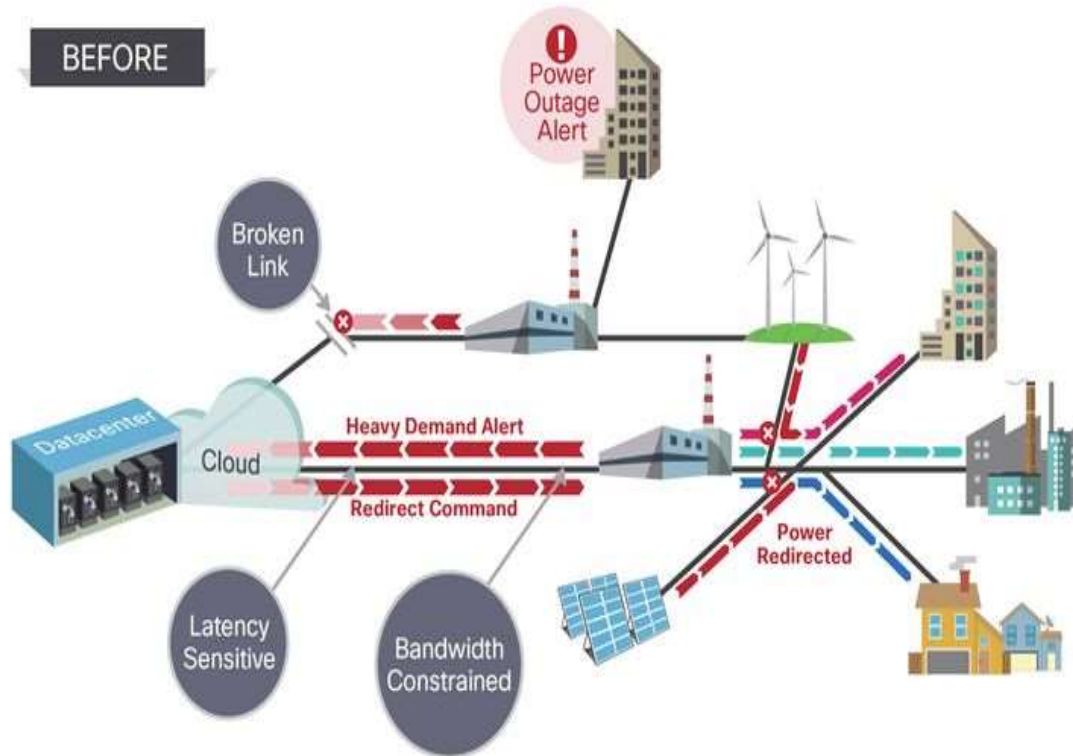 BEFORE
!
Power
Outage
Alert
Broken
Link
Datacenter
Cloud
Heavy Demand Alert
Redirect Command
Power
Redirected
Latency
Sensitive
Bandwidth
Constrained